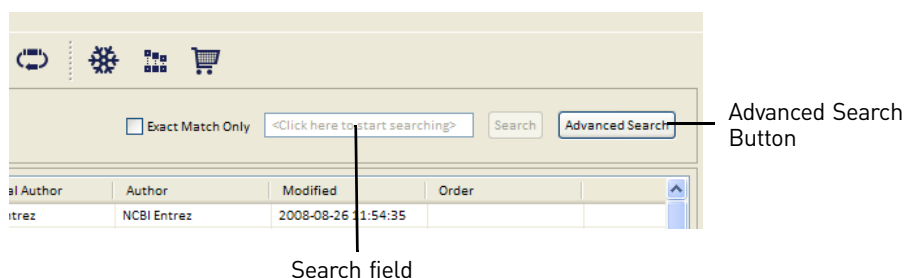 Exact Match Only <Click here to start searching> Search Advanced Search
Advanced Search
Button
al Author Author Modified Order
ntrez NCBI Entrez 2008-08-26 11:54:35
Search field